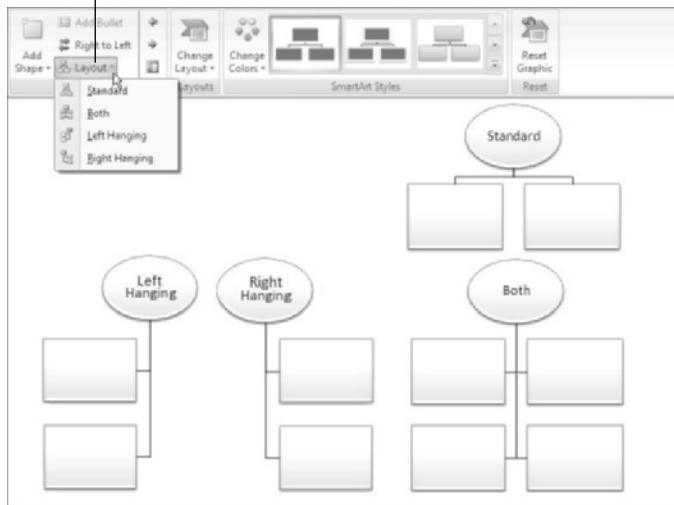 Add Bullet
Right to Left
Layout
Add
Shape
Change
Layout
Layouts
Change
Colors
SmartArt Styles
Reset
Graphic
Reset
Standard
Both
Left Hanging
Right Hanging
Standard
Left
Hanging
Right
Hanging
Both